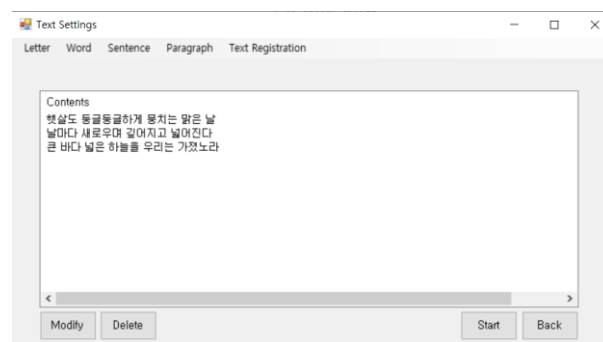 Text Settings
Letter Word Sentence Paragraph Text Registration
Contents
햇살도 둥글둥글하게 뭉치는 맑은 날
날마다 새로우며 깊어지고 넓어진다
큰 바다 넓은 하늘을 우리는 가졌노라
Modify Delete Start Back